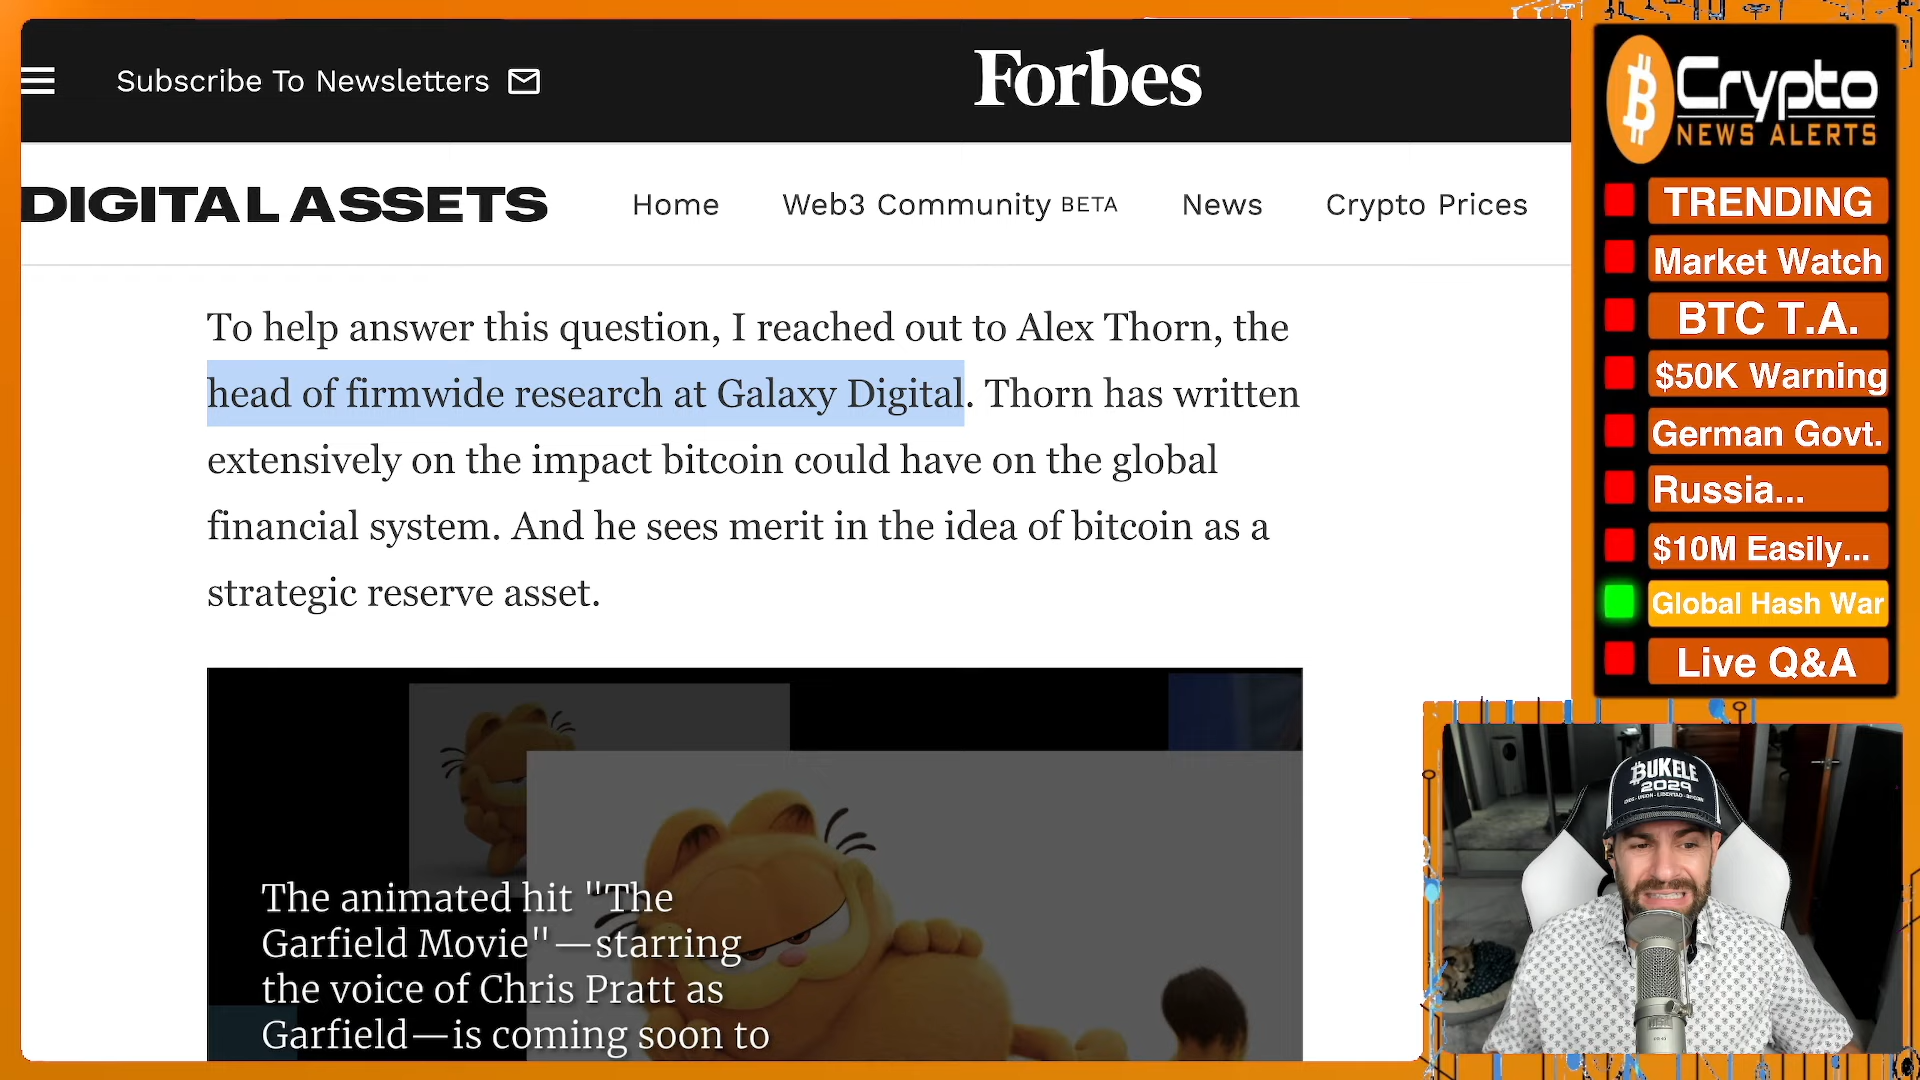 Subscribe To Newsletters
Forbes
DIGITAL ASSETS
Home
Web3 Community BETA
News
Crypto Prices
To help answer this question, I reached out to Alex Thorn, the
head of firmwide research at Galaxy Digital. Thorn has written
extensively on the impact bitcoin could have on the global
financial system. And he sees merit in the idea of bitcoin as a
strategic reserve asset.
The animated hit "The
Garfield Movie"—starring
the voice of Chris Pratt as
Garfield—is coming soon to
Crypto
NEWS ALERTS
TRENDING
Market Watch
BTC T.A.
$50K Warning
German Govt.
Russia...
$10M Easily...
Global Hash War
Live Q&A
BUKELE
2029